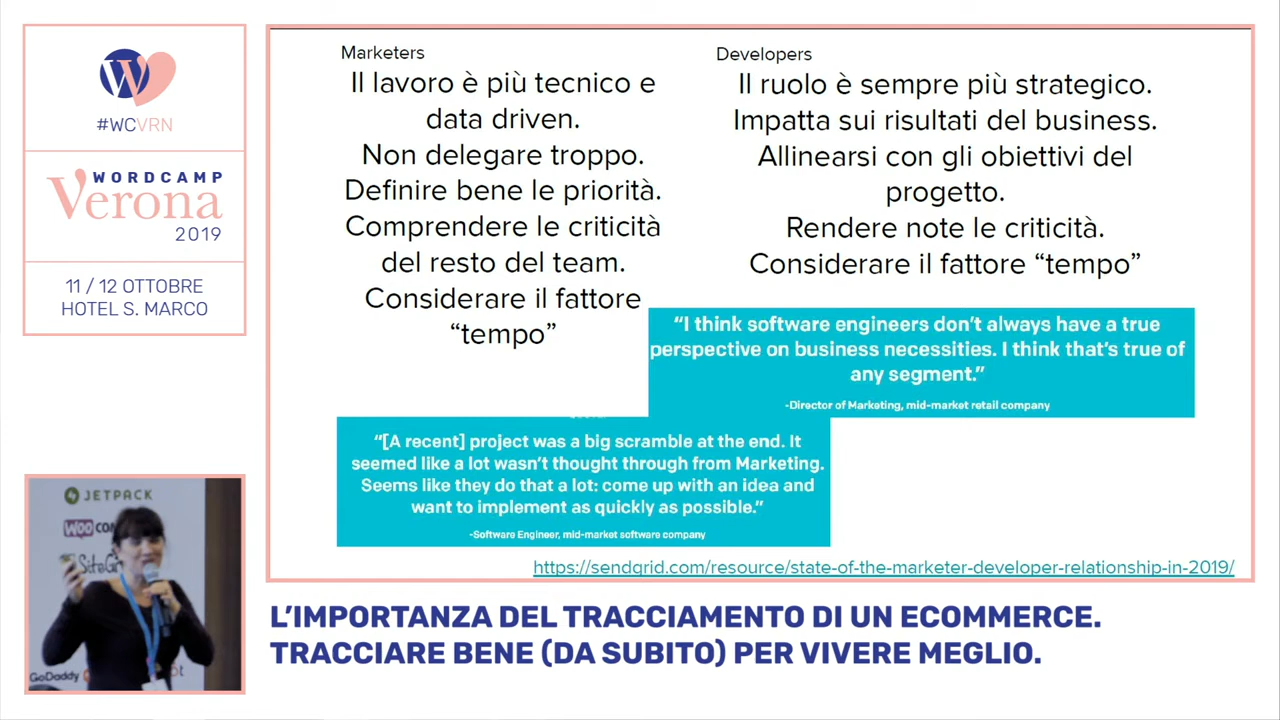 #WCVRN
WORDCAMP
Verona
2019
11 / 12 OTTOBRE
HOTEL S. MARCO
Marketers
Il lavoro è più tecnico e
data driven.
Non delegare troppo.
Definire bene le priorità.
Comprendere le criticità
del resto del team.
Considerare il fattore
“tempo”
Developers
Il ruolo è sempre più strategico.
Impatta sui risultati del business.
Allinearsi con gli obiettivi del
progetto.
Rendere note le criticità.
Considerare il fattore “tempo”
“I think software engineers don’t always have a true
perspective on business necessities. I think that’s true of
any segment.”
-Director of Marketing, mid-market retail company
“[A recent] project was a big scramble at the end. It
seemed like a lot wasn’t thought through from Marketing.
Seems like they do that a lot: come up with an idea and
want to implement as quickly as possible.”
-Software Engineer, mid-market software company
https://sendgrid.com/resource/state-of-the-marketer-developer-relationship-in-2019/
JETPACK
WOO
GoDaddy
L’IMPORTANZA DEL TRACCIAMENTO DI UN ECOMMERCE.
TRACCIARE BENE (DA SUBITO) PER VIVERE MEGLIO.